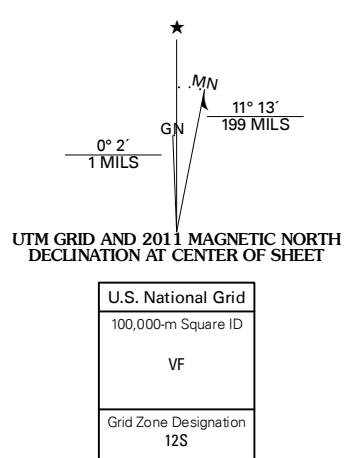 ★
MN
11° 13´
199 MILS
GN
0° 2´
1 MILS
UTM GRID AND 2011 MAGNETIC NORTH
DECLINATION AT CENTER OF SHEET
U.S. National Grid
100,000-m Square ID
VF
Grid Zone Designation
12S